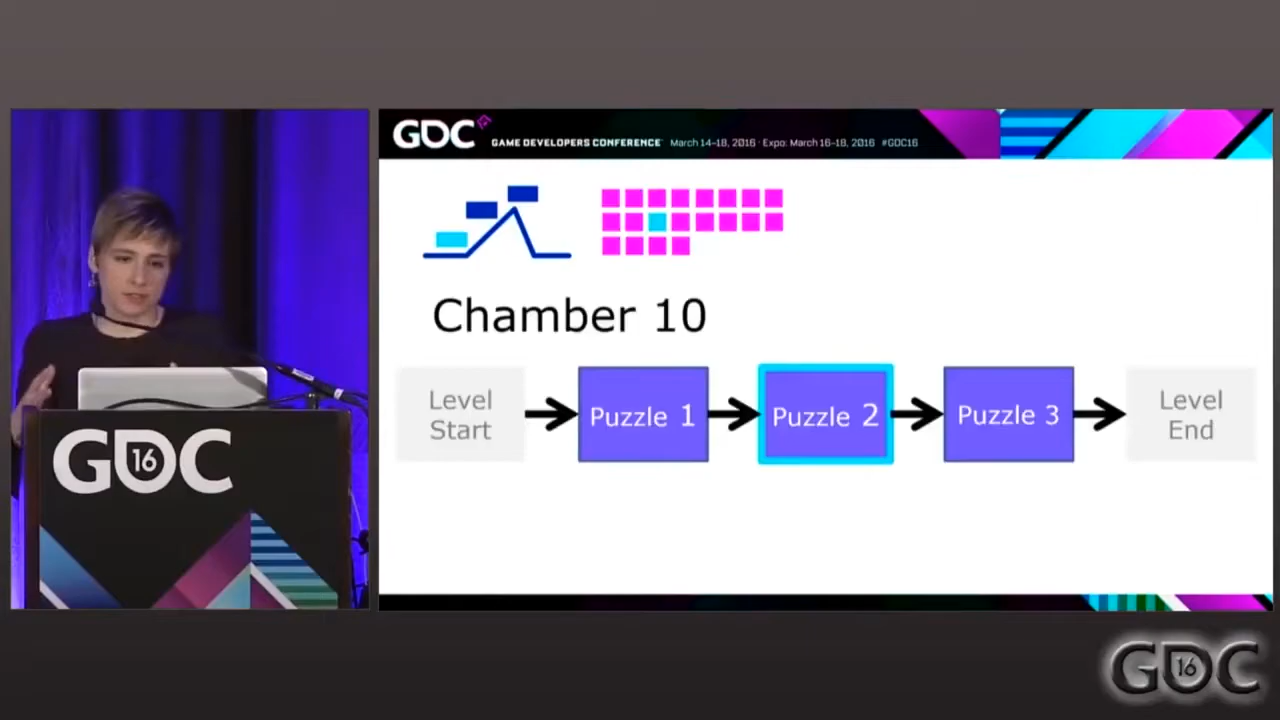 GDC
GAME DEVELOPERS CONFERENCE March 14-18, 2016 · Expo: March 16-18, 2016 #GDC16
Chamber 10
Level
Start
Puzzle 1
Puzzle 2
Puzzle 3
Level
End
GDC
16
GDC
16